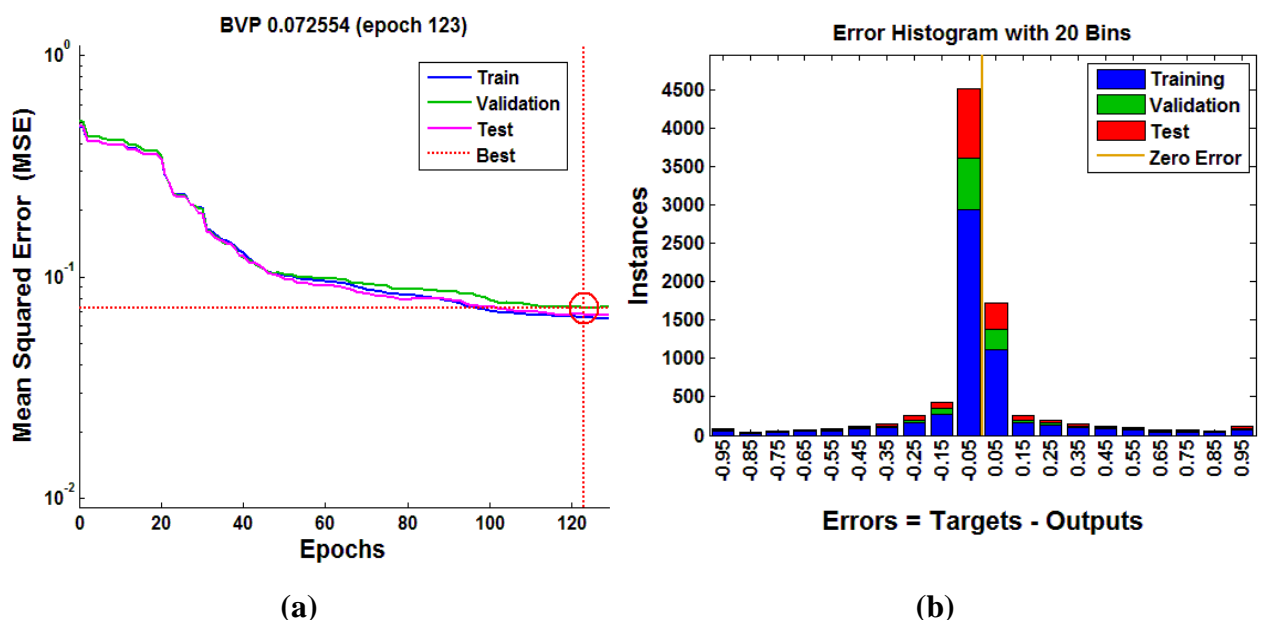 BVP 0.072554 (epoch 123)
Mean Squared Error (MSE)
10^0
10^-1
10^-2
Train
Validation
Test
Best
0 20 40 60 80 100 120
Epochs
(a)
Error Histogram with 20 Bins
Instances
4500
4000
3500
3000
2500
2000
1500
1000
500
0
Training
Validation
Test
Zero Error
-0.95 -0.85 -0.75 -0.65 -0.55 -0.45 -0.35 -0.25 -0.15 -0.05 0.05 0.15 0.25 0.35 0.45 0.55 0.65 0.75 0.85 0.95
Errors = Targets - Outputs
(b)